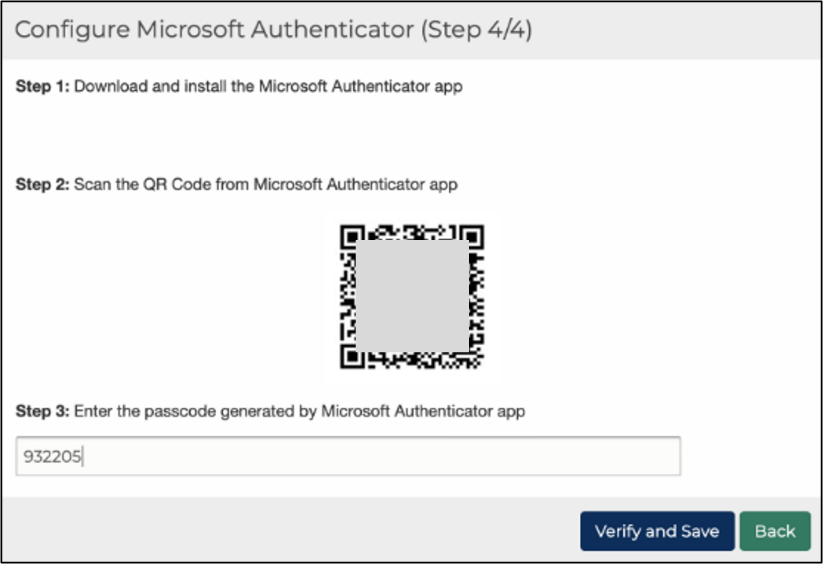 Configure Microsoft Authenticator (Step 4/4)
Step 1: Download and install the Microsoft Authenticator app
Step 2: Scan the QR Code from Microsoft Authenticator app
Step 3: Enter the passcode generated by Microsoft Authenticator app
932205
Verify and Save Back